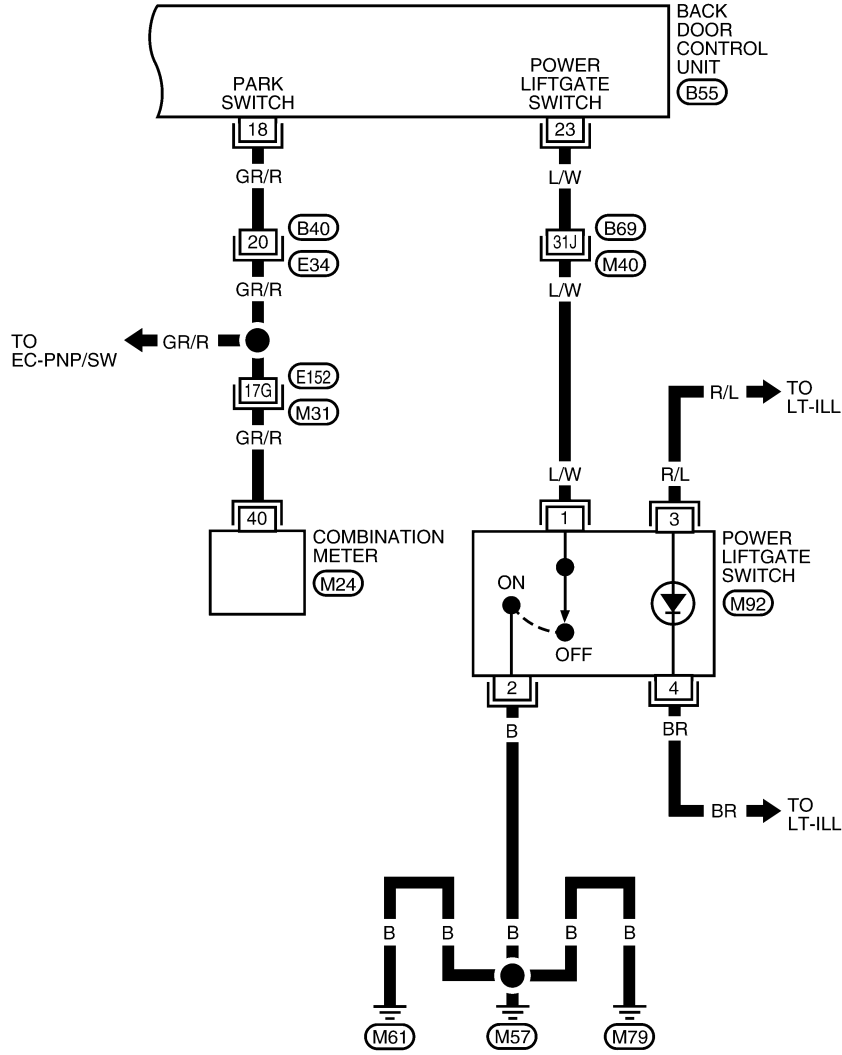 BACK
DOOR
CONTROL
UNIT
B55
PARK
SWITCH
POWER
LIFTGATE
SWITCH
18
23
GR/R
L/W
20
B40
E34
31J
B69
M40
GR/R
L/W
TO
EC-PNP/SW
GR/R
17G
E152
M31
R/L
TO
LT-ILL
GR/R
L/W
R/L
40
1
3
COMBINATION
METER
M24
POWER
LIFTGATE
SWITCH
M92
ON
OFF
2
4
B
BR
BR
TO
LT-ILL
B
B
B
B
B
M61
M57
M79